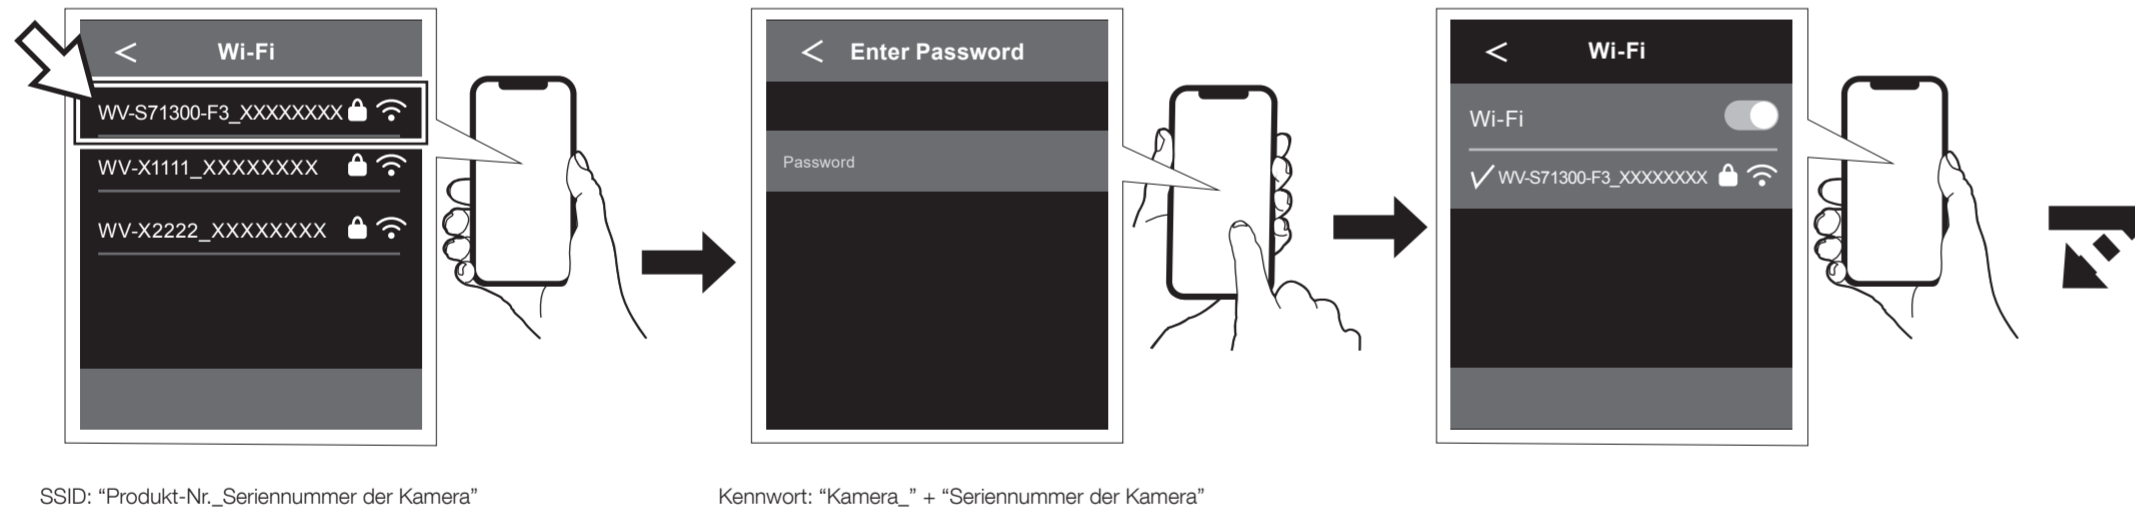 Wi-Fi
WV-S71300-F3_XXXXXXXX
WV-X1111_XXXXXXXX
WV-X2222_XXXXXXXX
SSID: “Produkt-Nr._Seriennummer der Kamera”
Enter Password
Password
Kennwort: “Kamera_” + “Seriennummer der Kamera”
Wi-Fi
Wi-Fi
WV-S71300-F3_XXXXXXXX